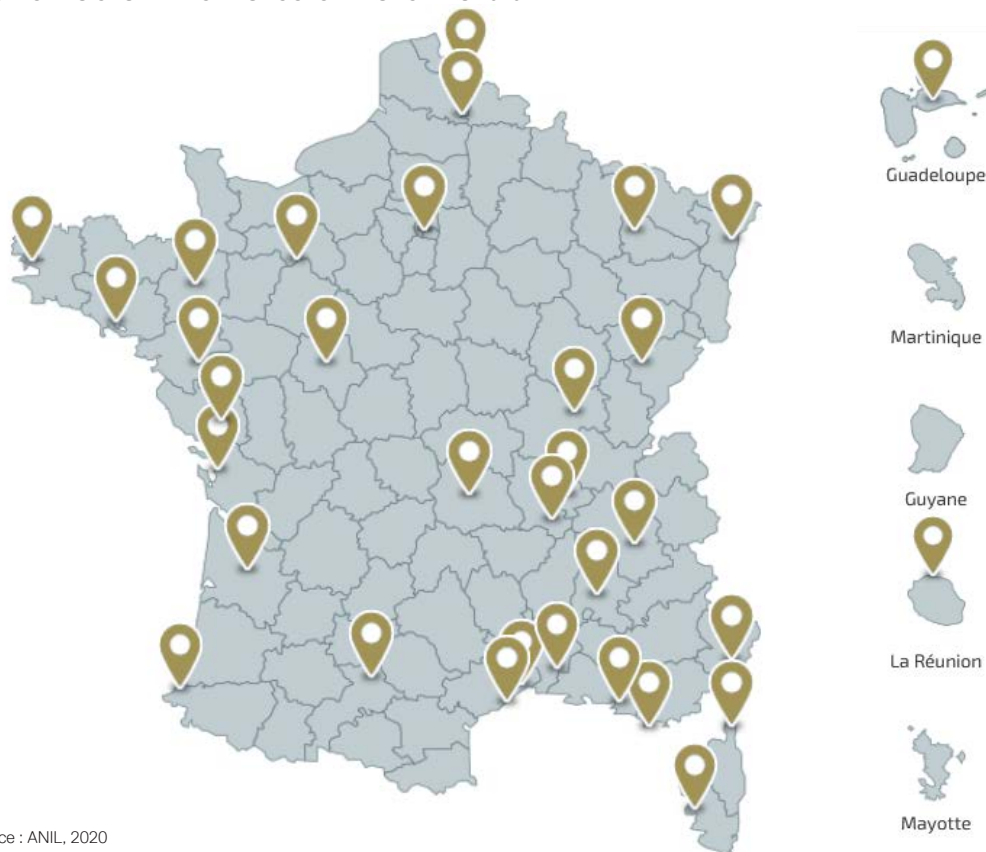 Guadeloupe
Martinique
Guyane
La Réunion
Mayotte
ce : ANIL, 2020